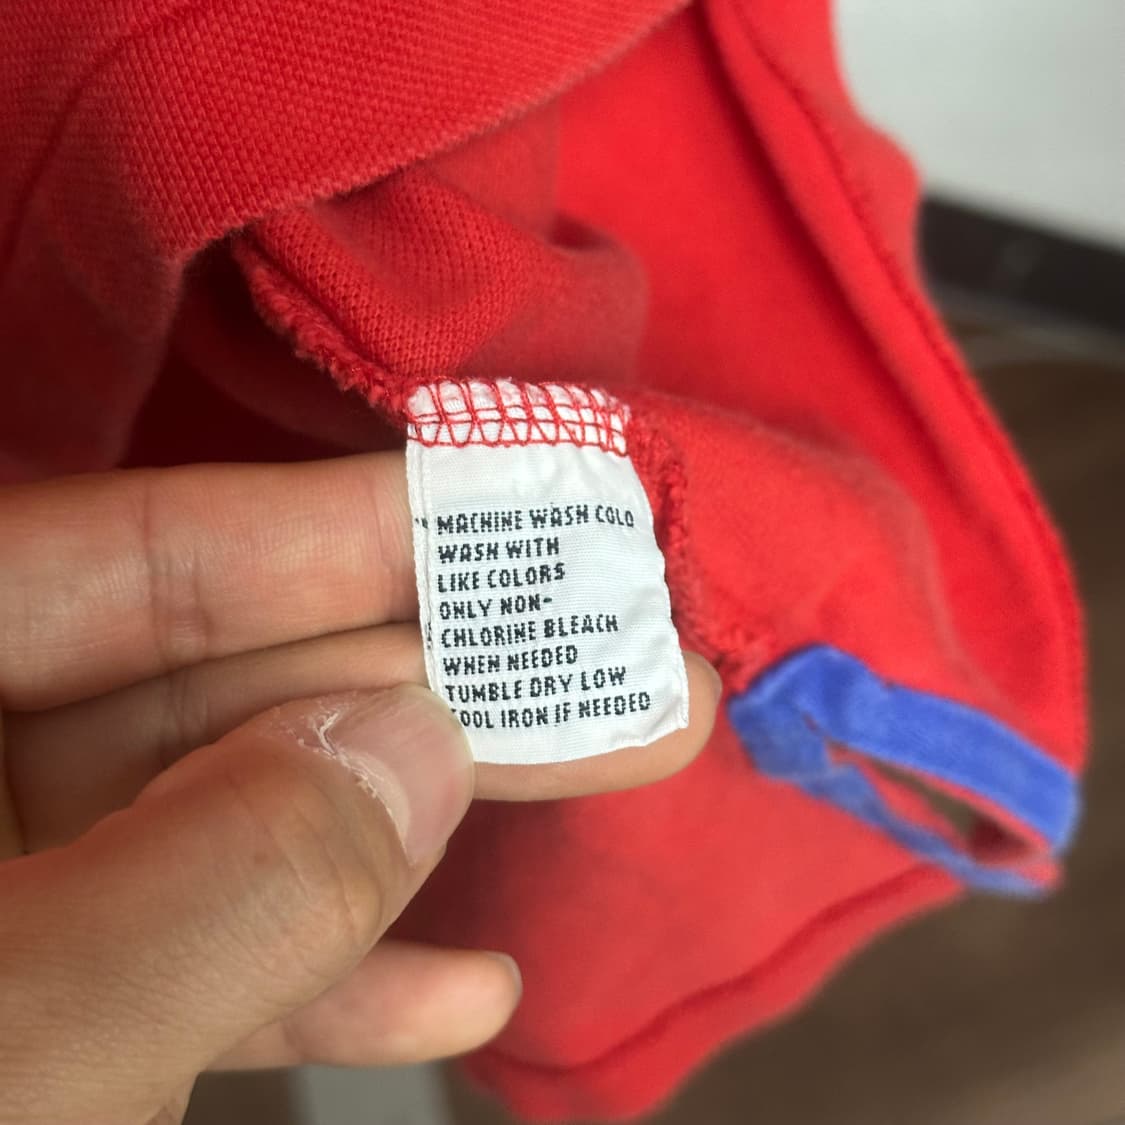 MACHINE WASH COLD
WASH WITH
LIKE COLORS
ONLY NON-
CHLORINE BLEACH
WHEN NEEDED
TUMBLE DRY LOW
COOL IRON IF NEEDED